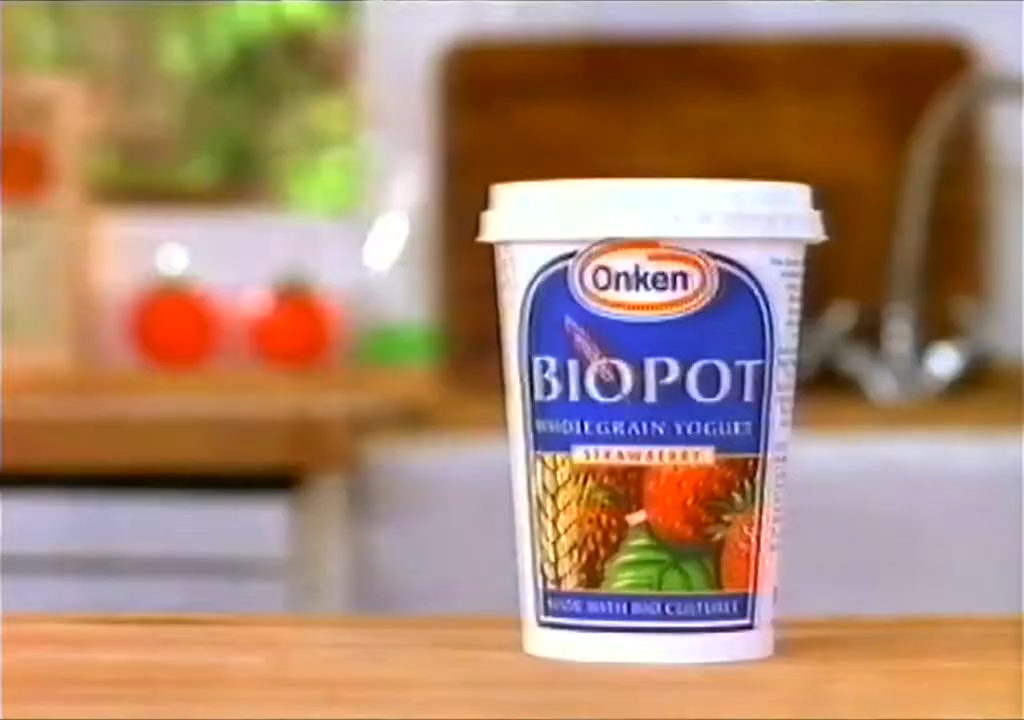 Onken
BIOPOT
WHOLEGRAIN YOGURT
STRAWBERRY
MADE WITH BIO CULTURES